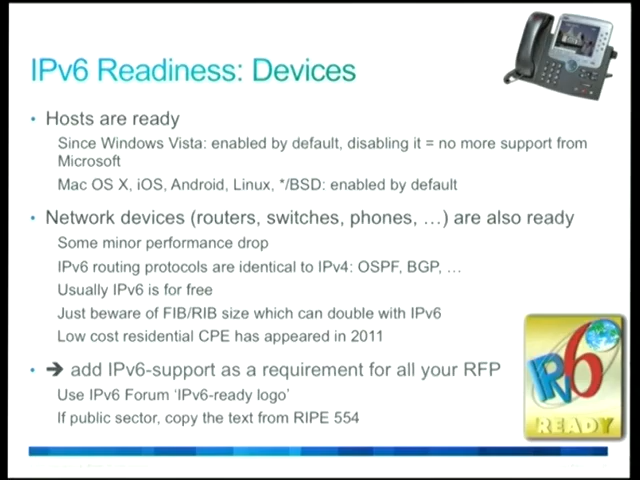 IPv6 Readiness: Devices
• Hosts are ready
Since Windows Vista: enabled by default, disabling it = no more support from
Microsoft
Mac OS X, iOS, Android, Linux, */BSD: enabled by default
• Network devices (routers, switches, phones, …) are also ready
Some minor performance drop
IPv6 routing protocols are identical to IPv4: OSPF, BGP, …
Usually IPv6 is for free
Just beware of FIB/RIB size which can double with IPv6
Low cost residential CPE has appeared in 2011
• ➔ add IPv6-support as a requirement for all your RFP
Use IPv6 Forum 'IPv6-ready logo'
If public sector, copy the text from RIPE 554
IPv6
READY